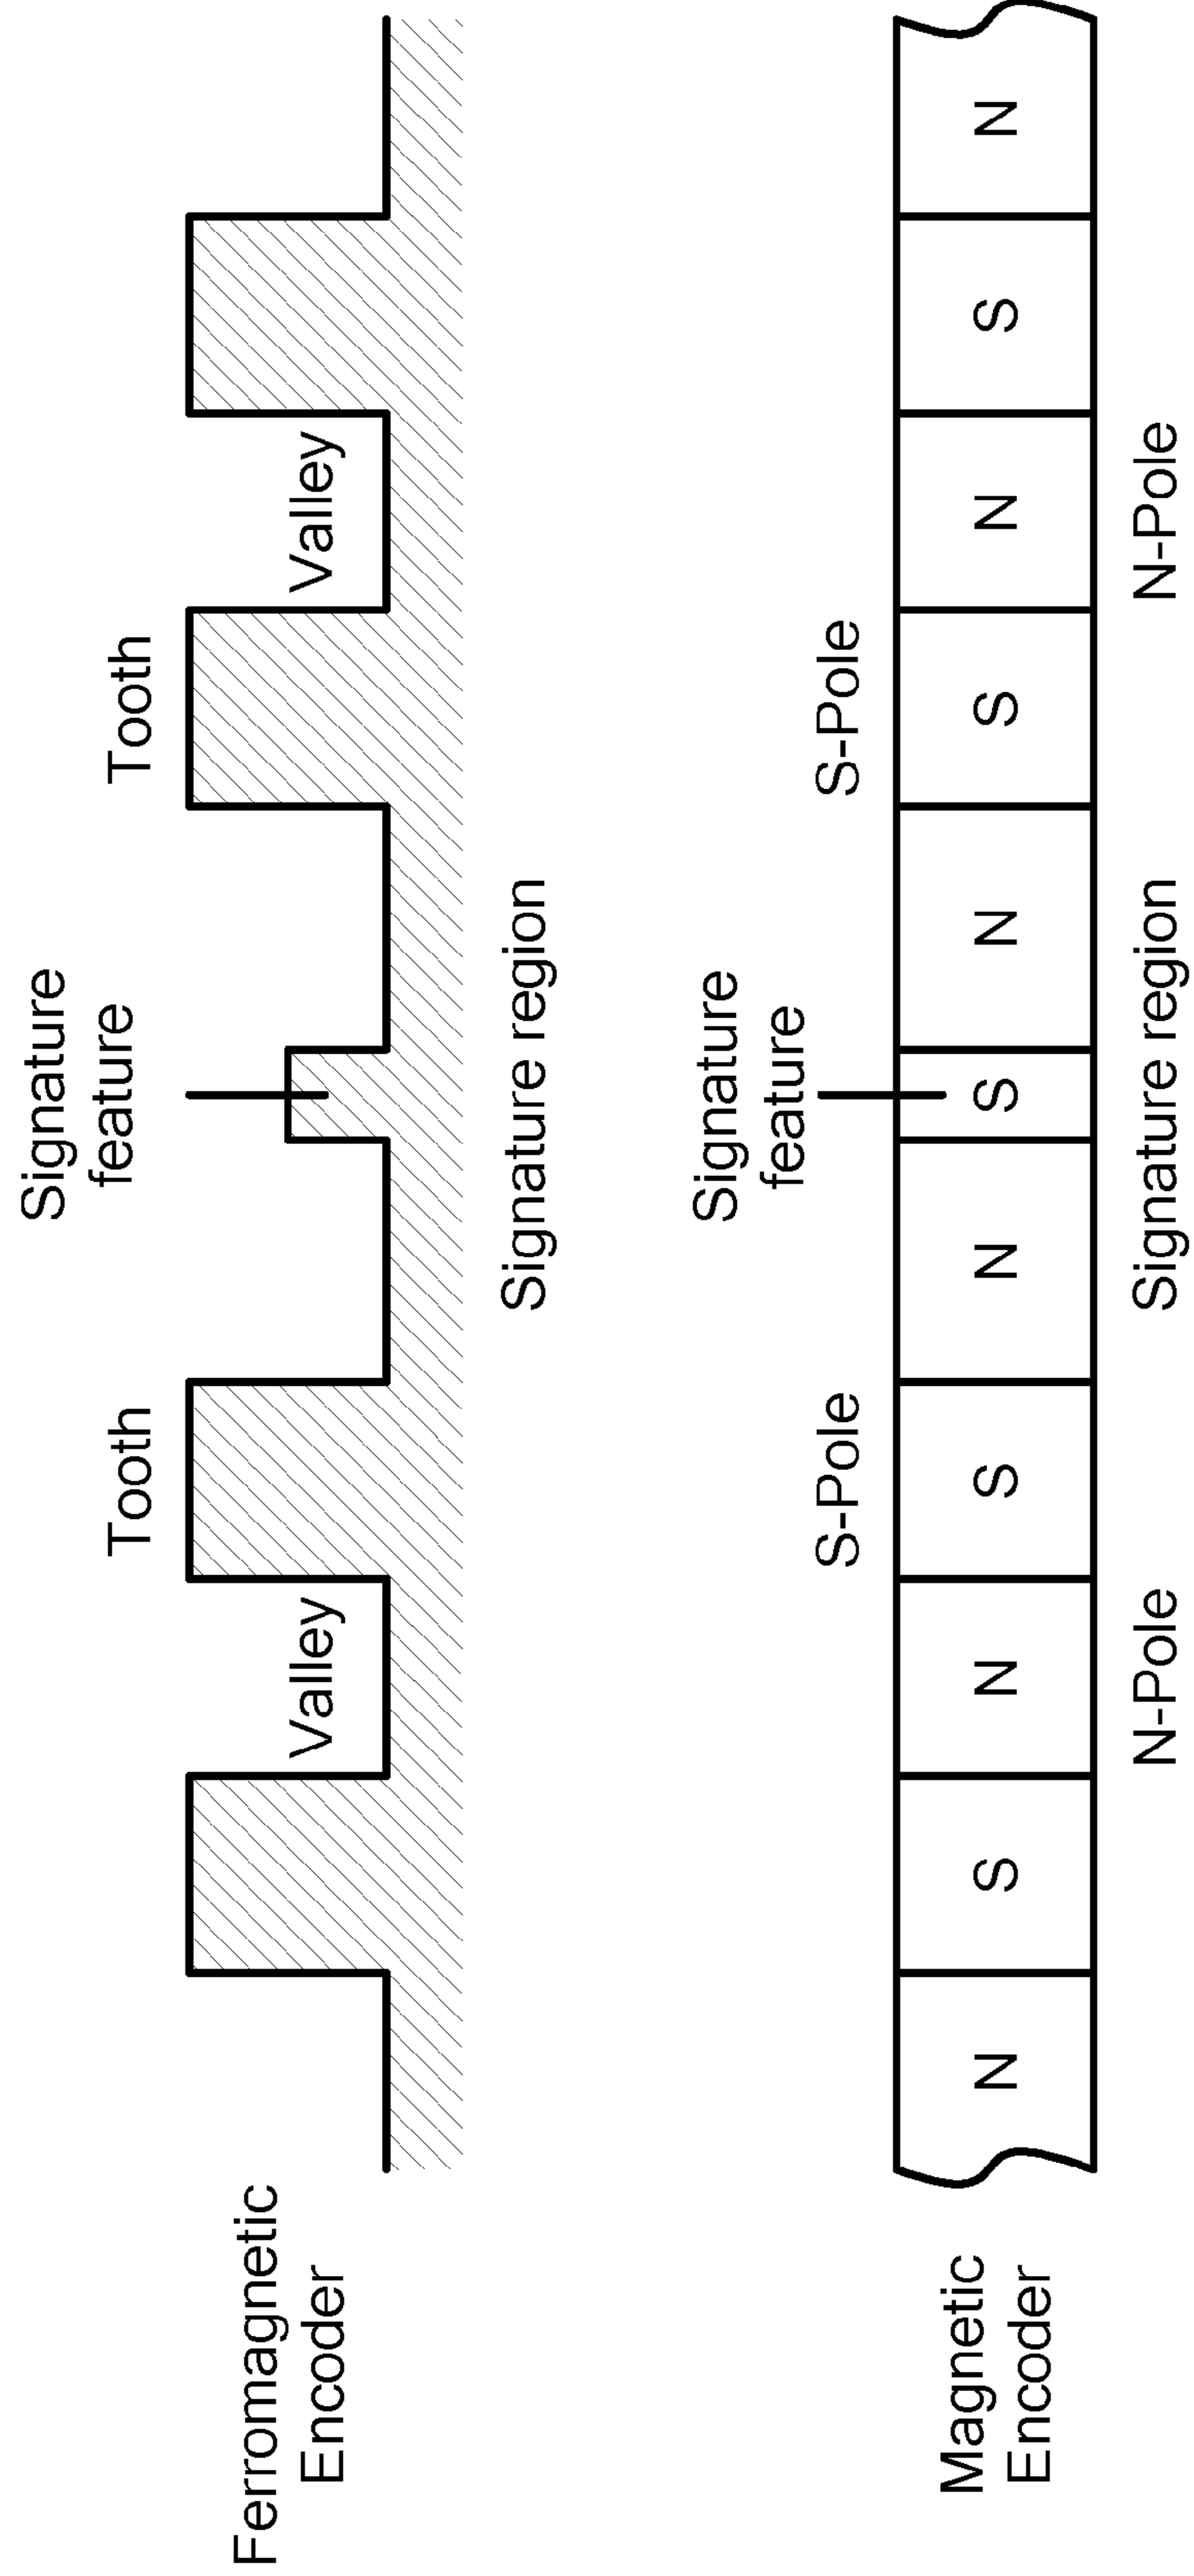 Signature
feature
Tooth
Tooth
Valley
Valley
Ferromagnetic
Encoder
Signature region
Signature
feature
S-Pole
S-Pole
Magnetic
Encoder
N
S
N
S
N
S
N
S
N
S
N
N-Pole
Signature region
N-Pole